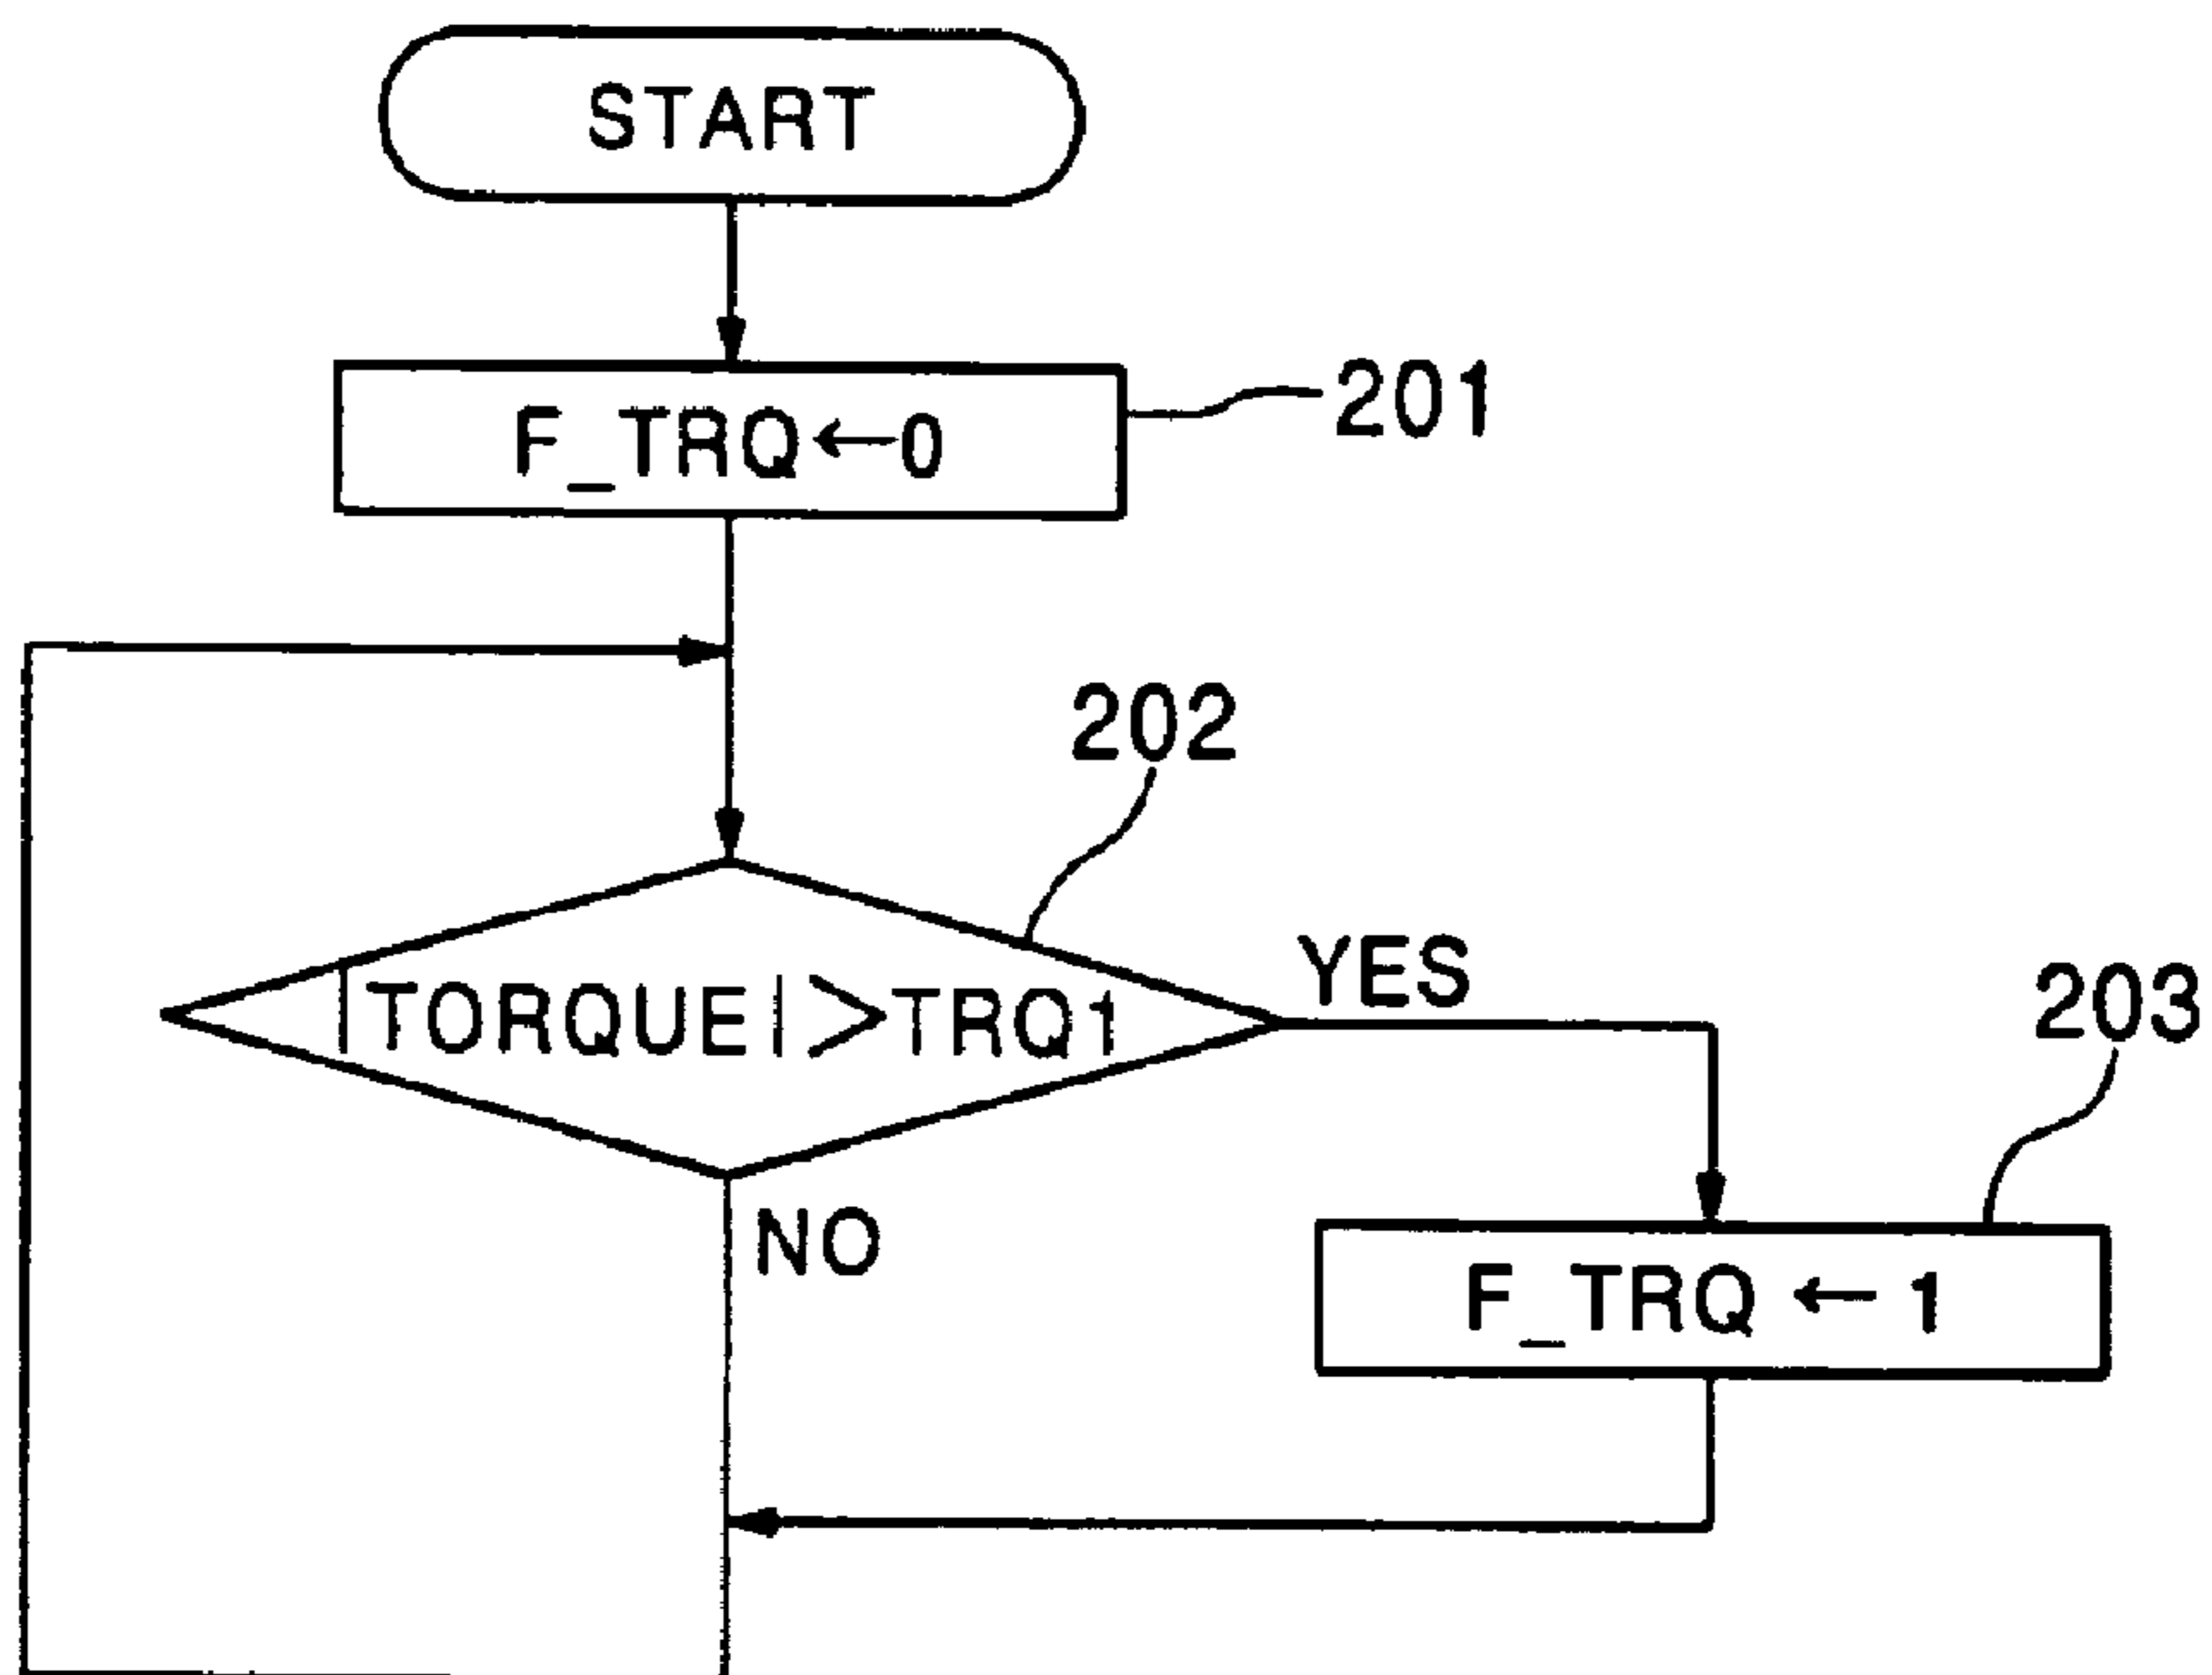 START
F_TRQ←0
201
202
|TORQUE|>TRQ1
YES
203
NO
F_TRQ ← 1